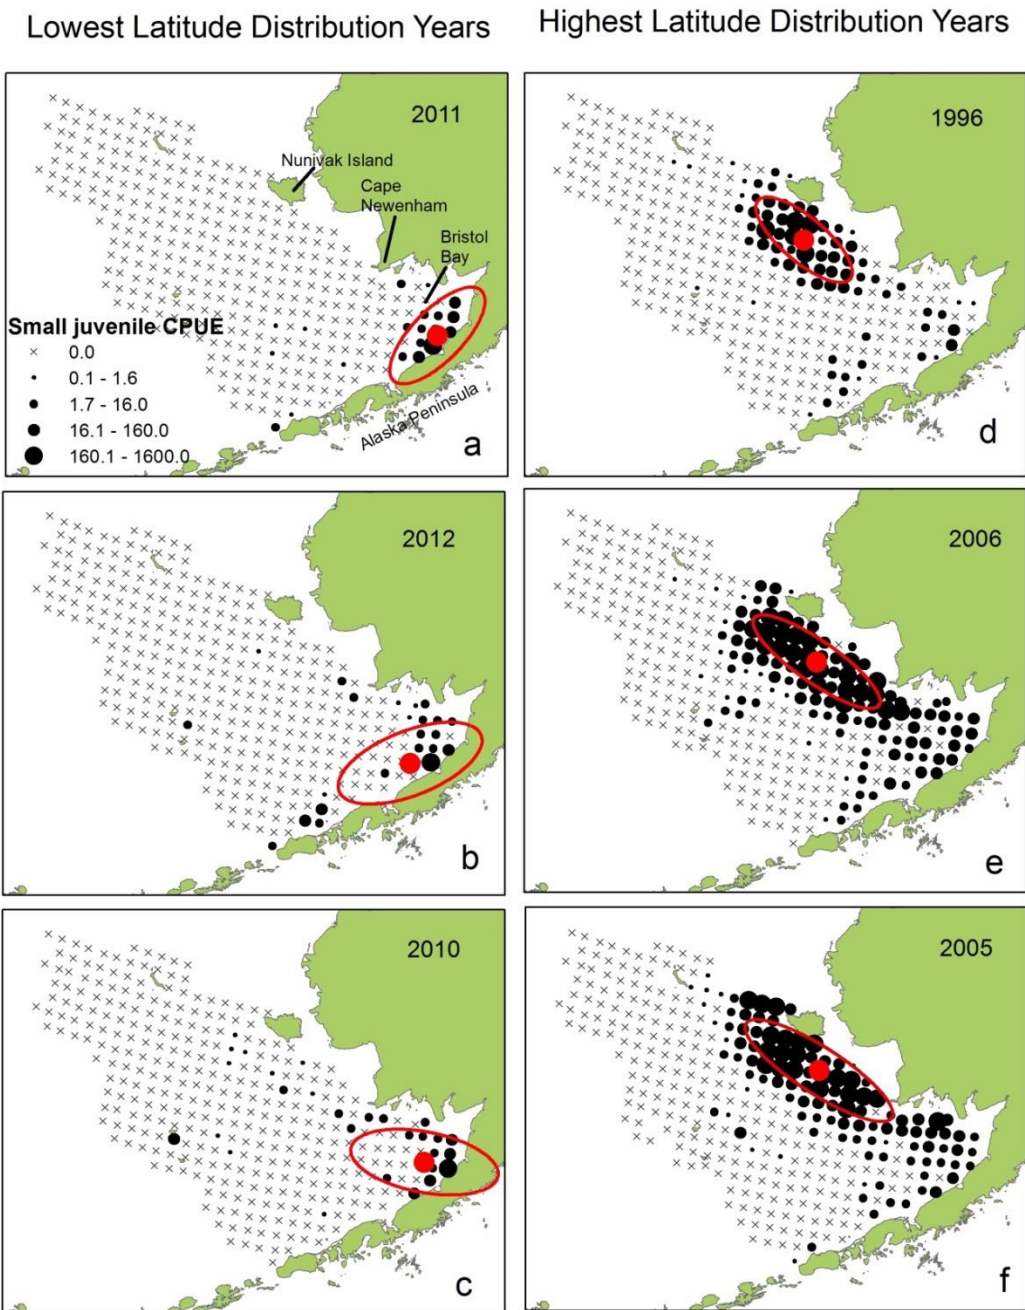 Lowest Latitude Distribution Years
Highest Latitude Distribution Years
2011
Nunivak Island
Cape
Newenham
Bristol
Bay
Small juvenile CPUE
0.0
0.1 - 1.6
1.7 - 16.0
16.1 - 160.0
160.1 - 1600.0
Alaska Peninsula
a
1996
d
2012
b
2006
e
2010
c
2005
f